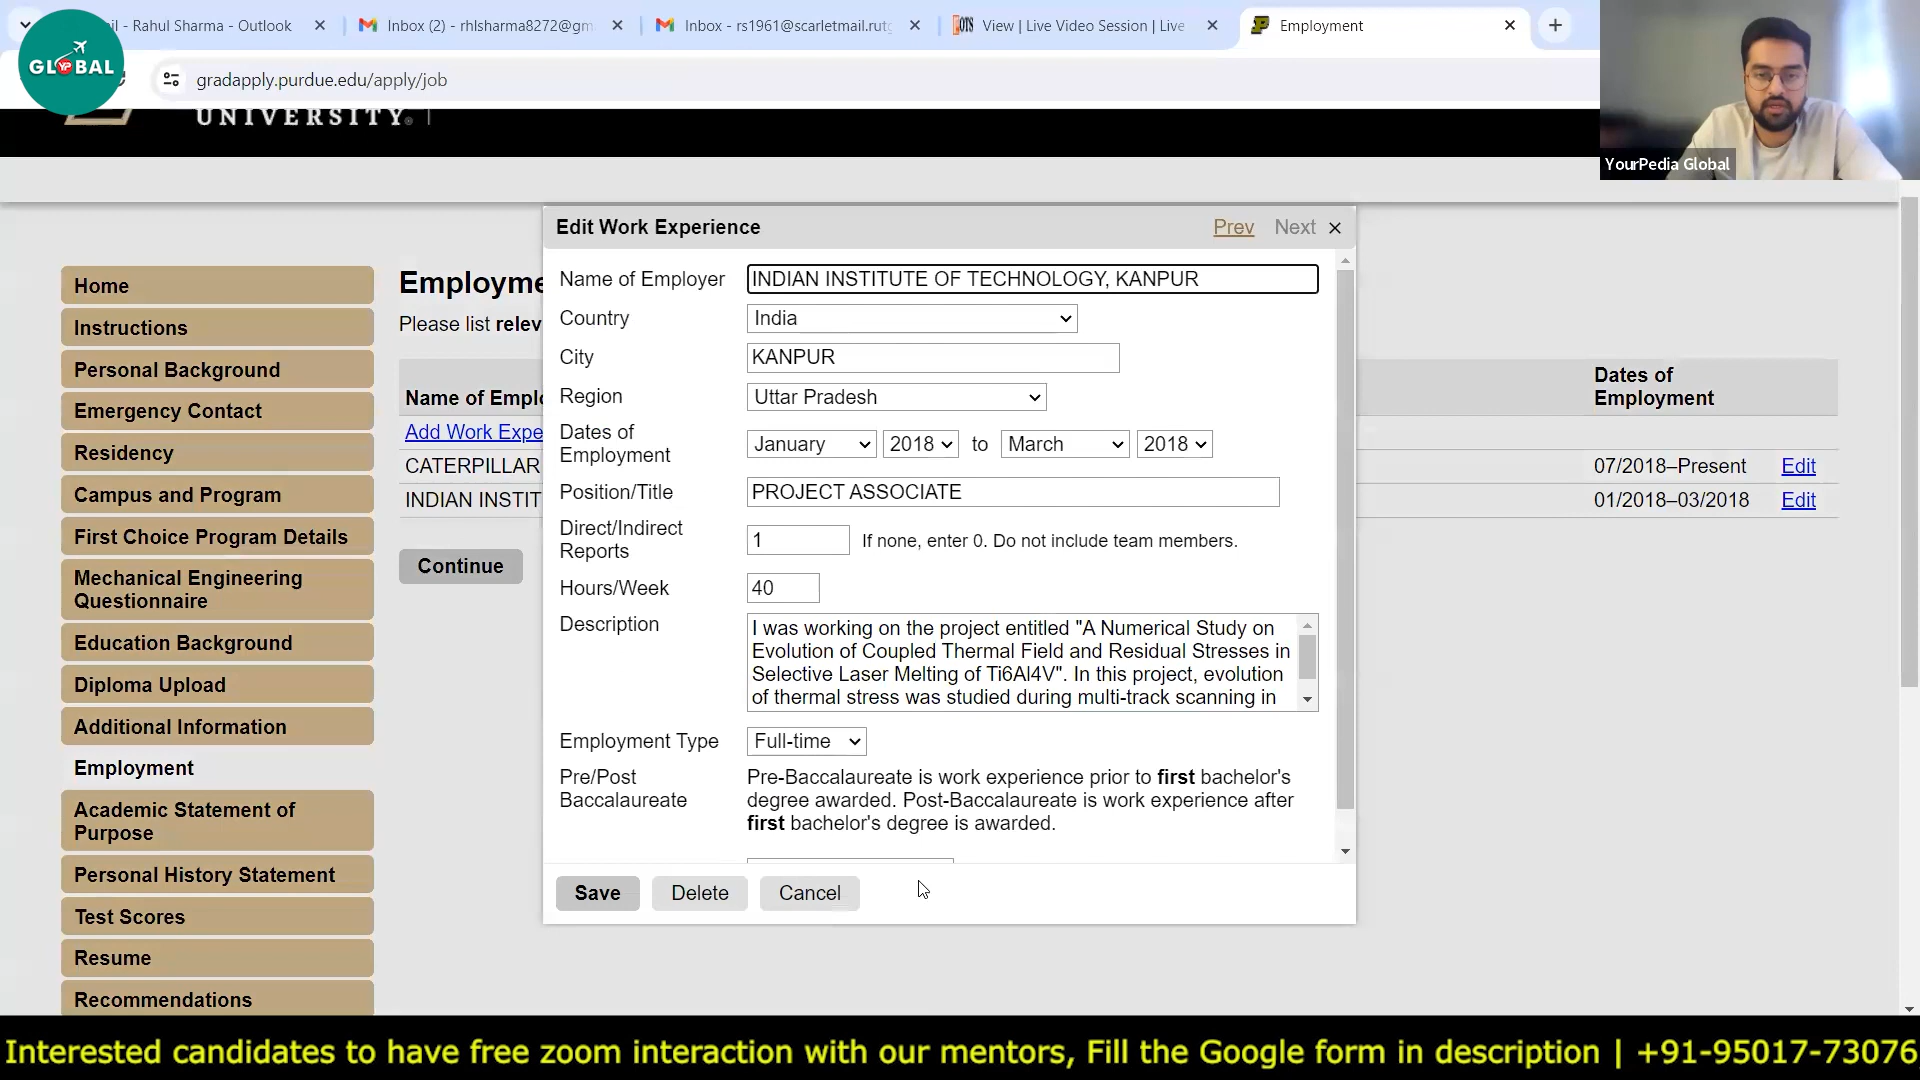 il - Rahul Sharma - Outlook
Inbox (2) - rhlsharma8272@gm
Inbox - rs1961@scarletmail.rutg
OTS View | Live Video Session | Live
Employment
GLOBAL
YP
gradapply.purdue.edu/apply/job
UNIVERSITY®
YourPedia Global
Edit Work Experience
Prev Next ×
Home
Instructions
Personal Background
Emergency Contact
Residency
Campus and Program
First Choice Program Details
Mechanical Engineering
Questionnaire
Education Background
Diploma Upload
Additional Information
Employment
Academic Statement of
Purpose
Personal History Statement
Test Scores
Resume
Recommendations
Employme
Please list relev
Name of Emplo
Add Work Expe
CATERPILLAR
INDIAN INSTIT
Continue
Name of Employer INDIAN INSTITUTE OF TECHNOLOGY, KANPUR
Country India
City KANPUR
Region Uttar Pradesh
Dates of
Employment January 2018 to March 2018
Position/Title PROJECT ASSOCIATE
Direct/Indirect
Reports 1 If none, enter 0. Do not include team members.
Hours/Week 40
Description I was working on the project entitled "A Numerical Study on
Evolution of Coupled Thermal Field and Residual Stresses in
Selective Laser Melting of Ti6Al4V". In this project, evolution
of thermal stress was studied during multi-track scanning in
Employment Type Full-time
Pre/Post
Baccalaureate
Pre-Baccalaureate is work experience prior to first bachelor's
degree awarded. Post-Baccalaureate is work experience after
first bachelor's degree is awarded.
Save Delete Cancel
Dates of
Employment
07/2018–Present Edit
01/2018–03/2018 Edit
Interested candidates to have free zoom interaction with our mentors, Fill the Google form in description | +91-95017-73076